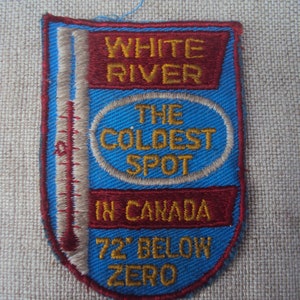 WHITE
RIVER
THE
COLDEST
SPOT
IN CANADA
72° BELOW
ZERO